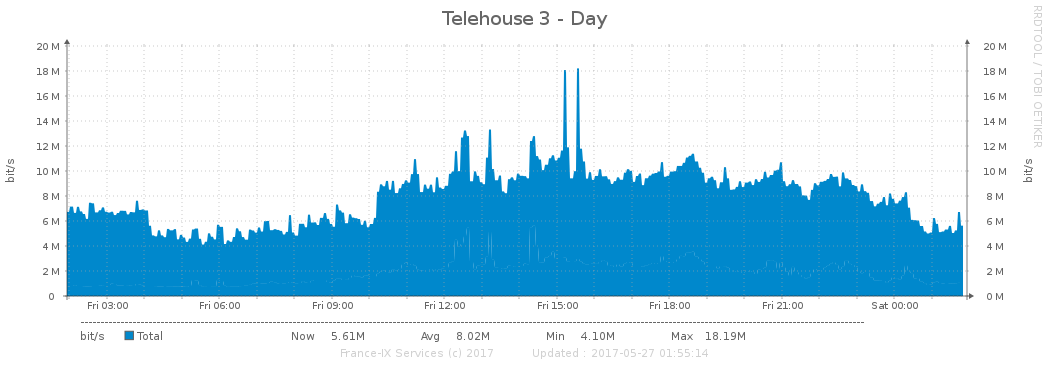 Telehouse 3 - Day
RRDTOOL / TOBI OETIKER
bit/s
bit/s
20 M 20 M
18 M 18 M
16 M 16 M
14 M 14 M
12 M 12 M
10 M 10 M
8 M 8 M
6 M 6 M
4 M 4 M
2 M 2 M
0 0 M
Fri 03:00 Fri 06:00 Fri 09:00 Fri 12:00 Fri 15:00 Fri 18:00 Fri 21:00 Sat 00:00
bit/s Total Now 5.61M Avg 8.02M Min 4.10M Max 18.19M
France-IX Services (c) 2017 Updated : 2017-05-27 01:55:14